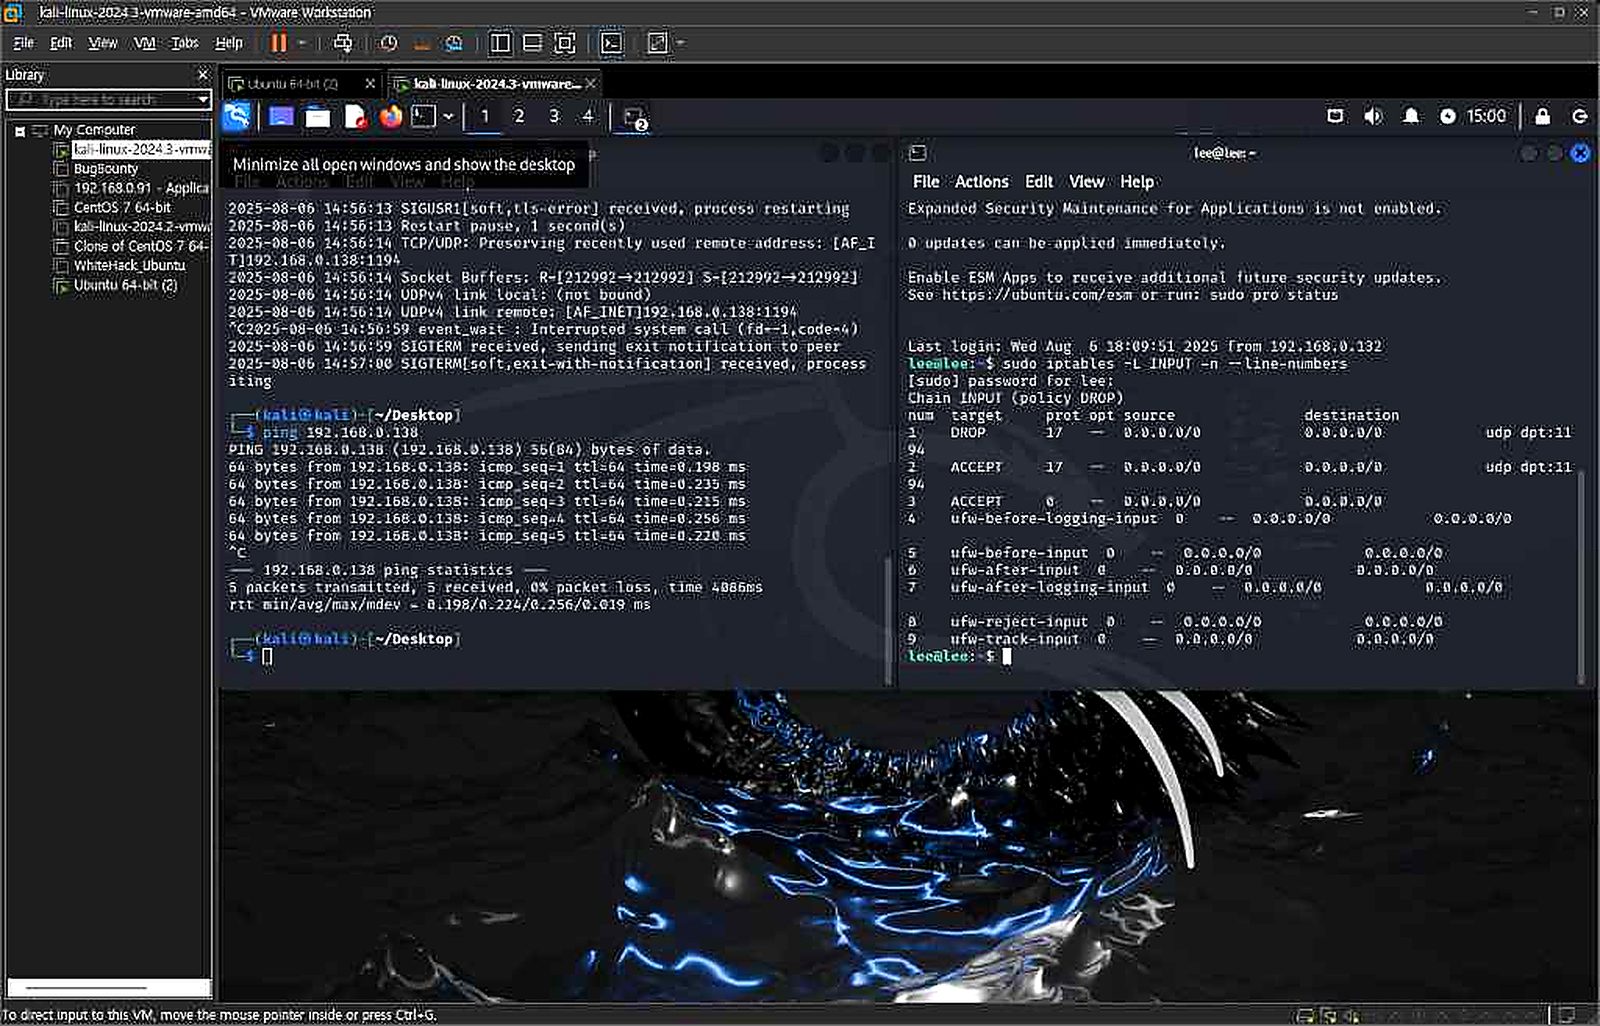 kali-linux-2024.3-vmware-amd64 - VMware Workstation
File Edit View VM Tabs Help
Library
Type here to search
My Computer
kali-linux-2024.3-vmwa
BugBounty
192.168.0.91 - Applica
CentOS 7 64-bit
kali-linux-2024.2-vmw
Clone of CentOS 7 64-
WhiteHack_Ubuntu
Ubuntu 64-bit (2)
Ubuntu 64-bit (2)
kali-linux-2024.3-vmware...
1 2 3 4
2
15:00
Minimize all open windows and show the desktop
File Actions Edit View Help
2025-08-06 14:56:13 SIGUSR1[soft,tls-error] received, process restarting
2025-08-06 14:56:13 Restart pause, 1 second(s)
2025-08-06 14:56:14 TCP/UDP: Preserving recently used remote address: [AF_I
T]192.168.0.138:1194
2025-08-06 14:56:14 Socket Buffers: R=[212992→212992] S=[212992→212992]
2025-08-06 14:56:14 UDPv4 link local: (not bound)
2025-08-06 14:56:14 UDPv4 link remote: [AF_INET]192.168.0.138:1194
^C2025-08-06 14:56:59 event_wait : Interrupted system call (fd=-1,code=4)
2025-08-06 14:56:59 SIGTERM received, sending exit notification to peer
2025-08-06 14:57:00 SIGTERM[soft,exit-with-notification] received, process
iting
(kali㉿kali)-[~/Desktop]
$ ping 192.168.0.138
PING 192.168.0.138 (192.168.0.138) 56(84) bytes of data.
64 bytes from 192.168.0.138: icmp_seq=1 ttl=64 time=0.198 ms
64 bytes from 192.168.0.138: icmp_seq=2 ttl=64 time=0.235 ms
64 bytes from 192.168.0.138: icmp_seq=3 ttl=64 time=0.215 ms
64 bytes from 192.168.0.138: icmp_seq=4 ttl=64 time=0.256 ms
64 bytes from 192.168.0.138: icmp_seq=5 ttl=64 time=0.220 ms
^C
--- 192.168.0.138 ping statistics ---
5 packets transmitted, 5 received, 0% packet loss, time 4086ms
rtt min/avg/max/mdev = 0.198/0.224/0.256/0.019 ms
(kali㉿kali)-[~/Desktop]
$
lee@lee: ~
File Actions Edit View Help
Expanded Security Maintenance for Applications is not enabled.
0 updates can be applied immediately.
Enable ESM Apps to receive additional future security updates.
See https://ubuntu.com/esm or run: sudo pro status
Last login: Wed Aug  6 18:09:51 2025 from 192.168.0.132
lee@lee:~$ sudo iptables -L INPUT -n --line-numbers
[sudo] password for lee:
Chain INPUT (policy DROP)
num target prot opt source destination
1 DROP 17 -- 0.0.0.0/0 0.0.0.0/0 udp dpt:11
94
2 ACCEPT 17 -- 0.0.0.0/0 0.0.0.0/0 udp dpt:11
94
3 ACCEPT 0 -- 0.0.0.0/0 0.0.0.0/0
4 ufw-before-logging-input 0 -- 0.0.0.0/0 0.0.0.0/0
5 ufw-before-input 0 -- 0.0.0.0/0 0.0.0.0/0
6 ufw-after-input 0 -- 0.0.0.0/0 0.0.0.0/0
7 ufw-after-logging-input 0 -- 0.0.0.0/0 0.0.0.0/0
8 ufw-reject-input 0 -- 0.0.0.0/0 0.0.0.0/0
9 ufw-track-input 0 -- 0.0.0.0/0 0.0.0.0/0
lee@lee:~$
To direct input to this VM, move the mouse pointer inside or press Ctrl+G.